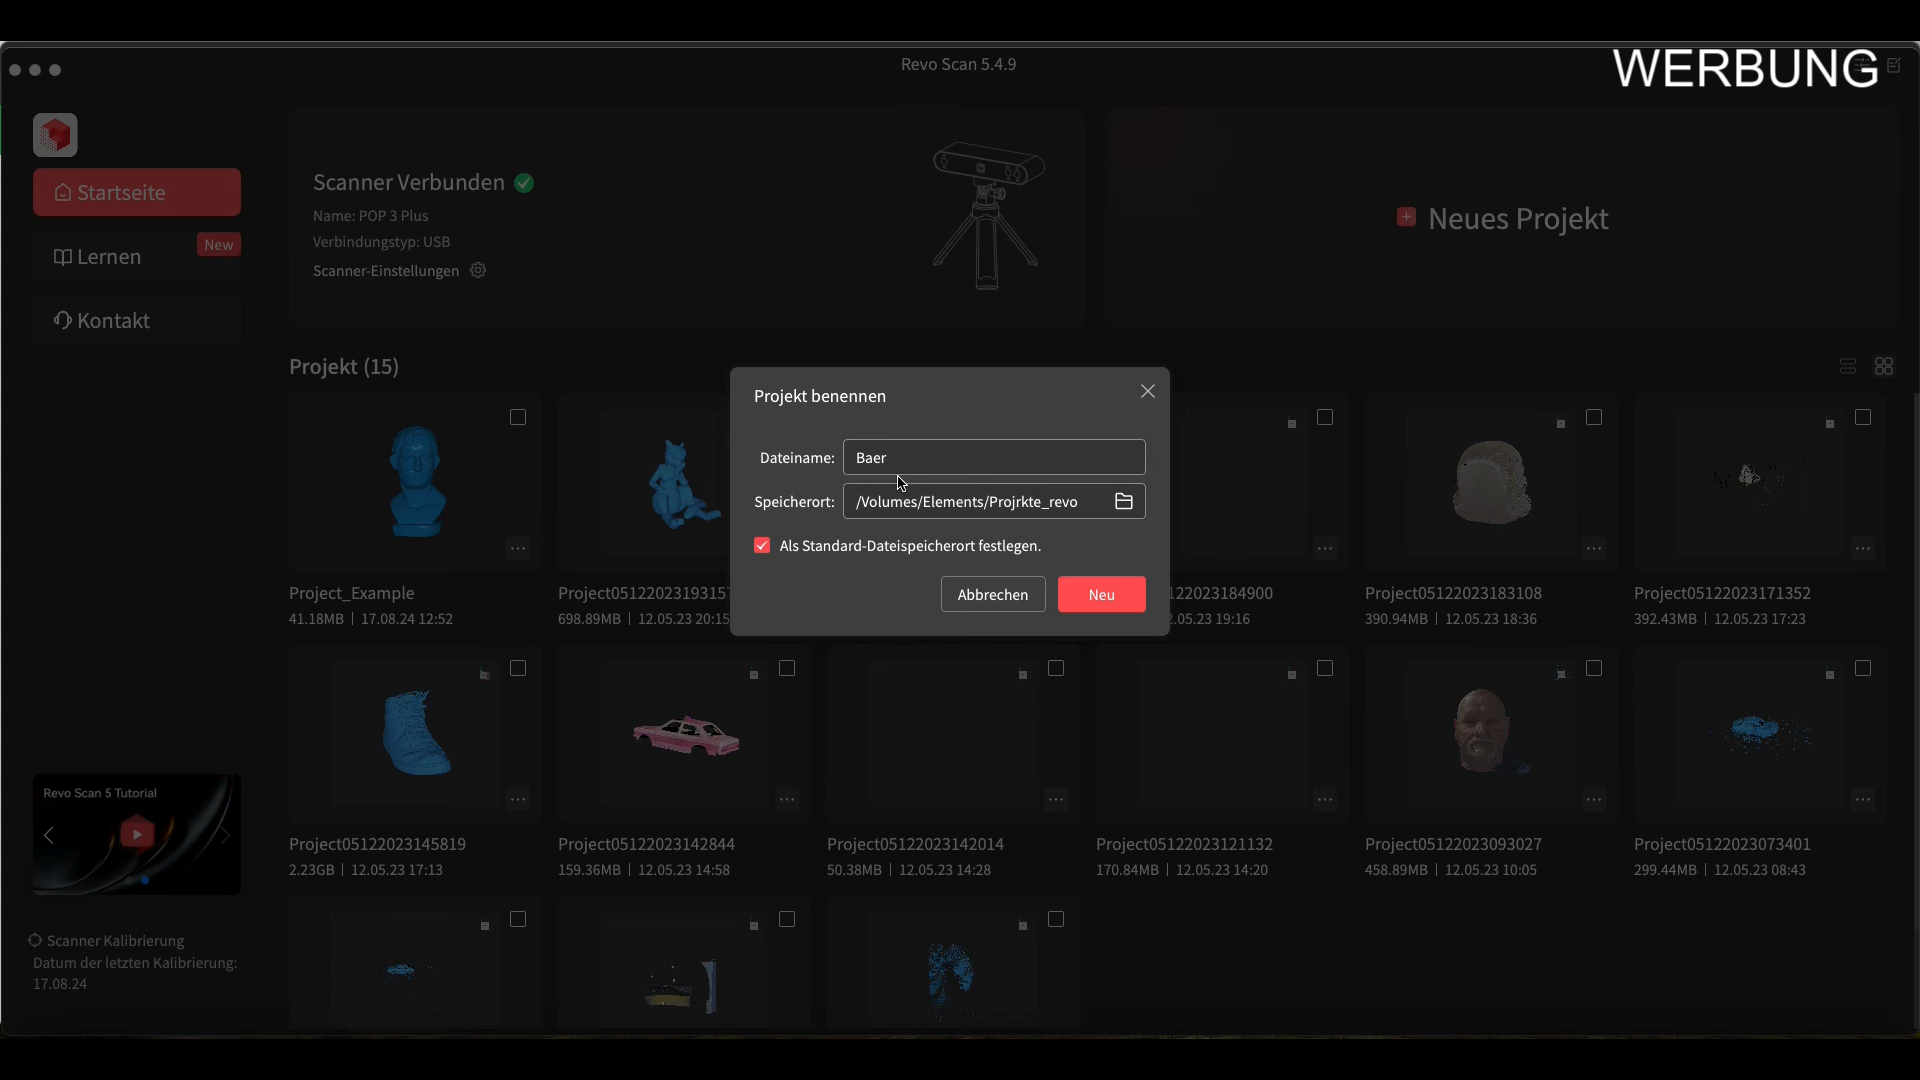 Revo Scan 5.4.9
WERBUNG
Startseite
Lernen
New
Kontakt
Scanner Verbunden
Name: POP 3 Plus
Verbindungstyp: USB
Scanner-Einstellungen
Neues Projekt
Projekt (15)
Projekt benennen
Dateiname: Baer
Speicherort: /Volumes/Elements/Projrkte_revo
Als Standard-Dateispeicherort festlegen.
Abbrechen Neu
Project_Example
41.18MB | 17.08.24 12:52
Project05122023193157
698.89MB | 12.05.23 20:15
122023184900
.05.23 19:16
Project05122023183108
390.94MB | 12.05.23 18:36
Project05122023171352
392.43MB | 12.05.23 17:23
Project05122023145819
2.23GB | 12.05.23 17:13
Project05122023142844
159.36MB | 12.05.23 14:58
Project05122023142014
50.38MB | 12.05.23 14:28
Project05122023121132
170.84MB | 12.05.23 14:20
Project05122023093027
458.89MB | 12.05.23 10:05
Project05122023073401
299.44MB | 12.05.23 08:43
Revo Scan 5 Tutorial
Scanner Kalibrierung
Datum der letzten Kalibrierung:
17.08.24